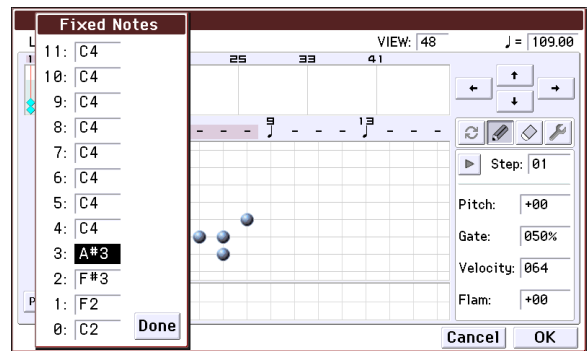 Fixed Notes
L
VIEW: 48
♩= 109.00
1
25
33
41
11: C4
10: C4
9: C4
8: C4
7: C4
6: C4
5: C4
4: C4
3: A#3
2: F#3
1: F2
0: C2
Done
9
13
Step: 01
Pitch: +00
Gate: 050%
Velocity: 064
Flam: +00
P
Cancel
OK